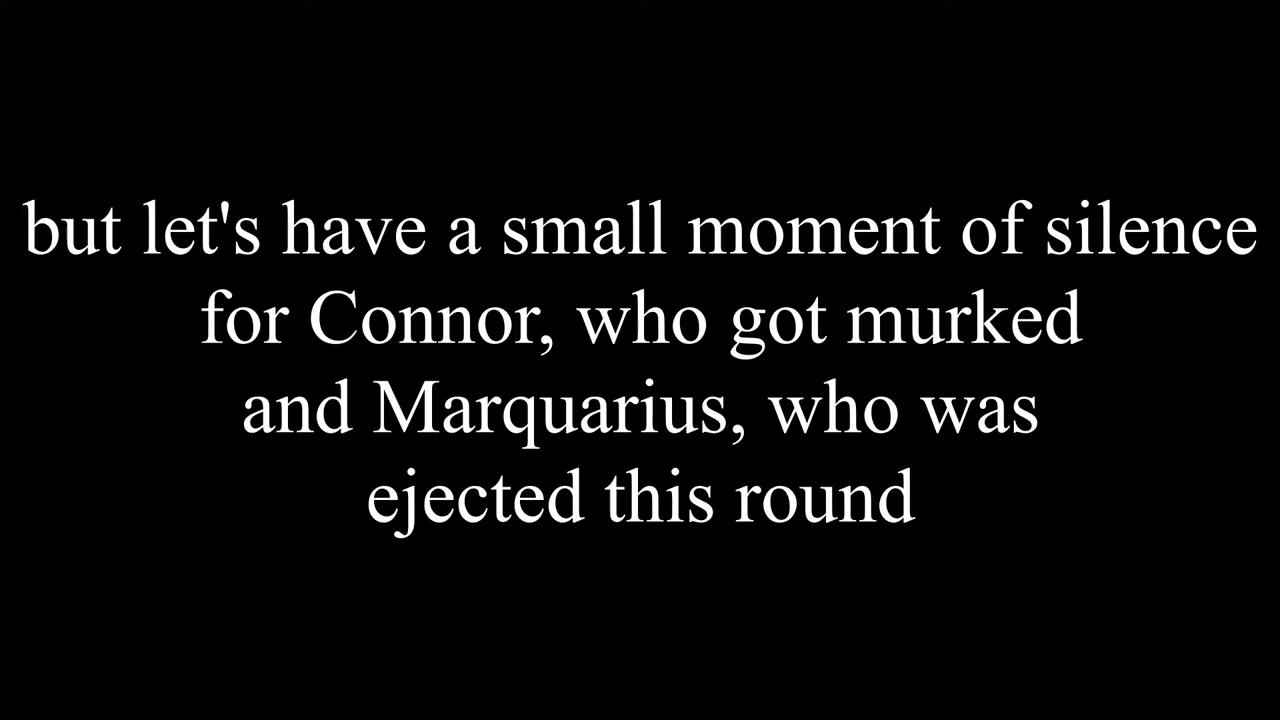 but let's have a small moment of silence
for Connor, who got murked
and Marquarius, who was
ejected this round